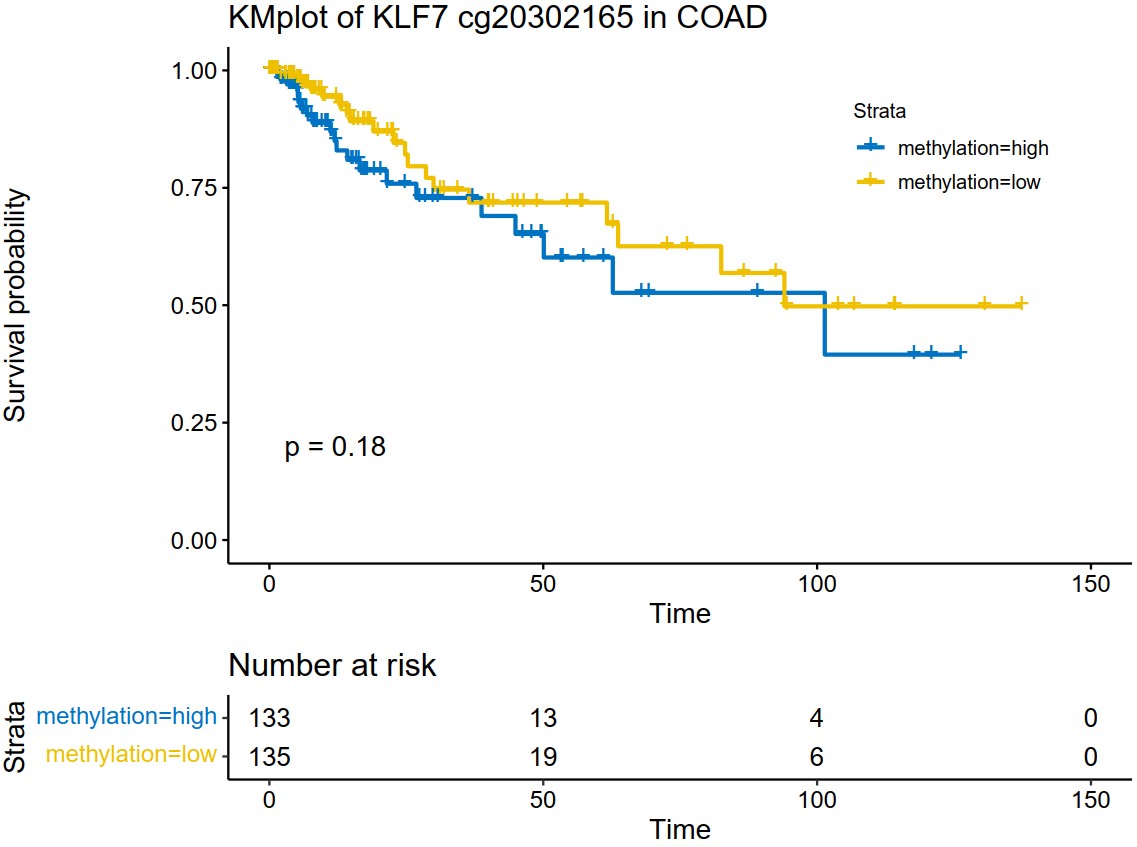 KMplot of KLF7 cg20302165 in COAD
Survival probability
1.00
0.75
0.50
0.25
0.00
Strata
methylation=high
methylation=low
p = 0.18
0 50 100 150
Time
Number at risk
Strata
methylation=high 133 13 4 0
methylation=low 135 19 6 0
0 50 100 150
Time